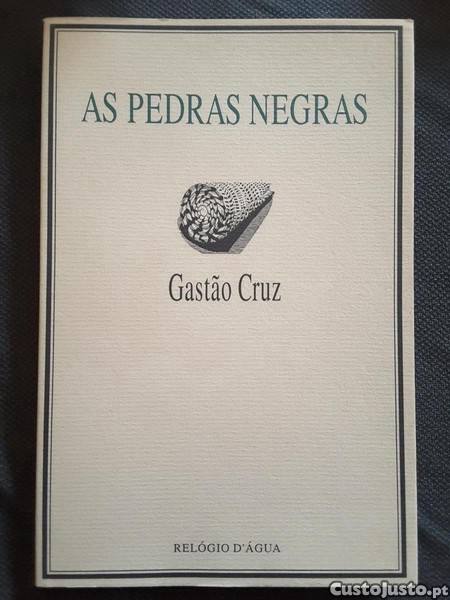 AS PEDRAS NEGRAS
Gastão Cruz
RELÓGIO D'ÁGUA
CustoJusto.pt